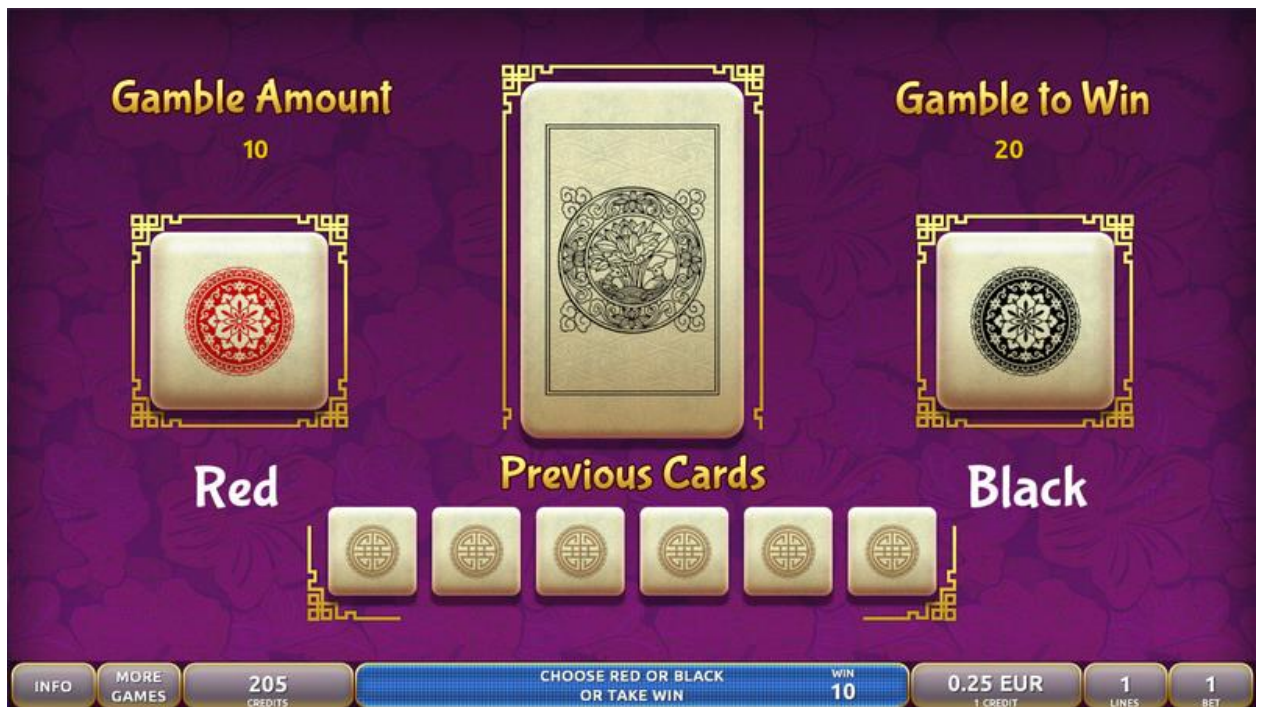 Gamble Amount
10
Gamble to Win
20
Red
Black
Previous Cards
INFO
MORE
GAMES
205
CREDITS
CHOOSE RED OR BLACK
OR TAKE WIN
WIN
10
0.25 EUR
1 CREDIT
1
LINES
1
BET